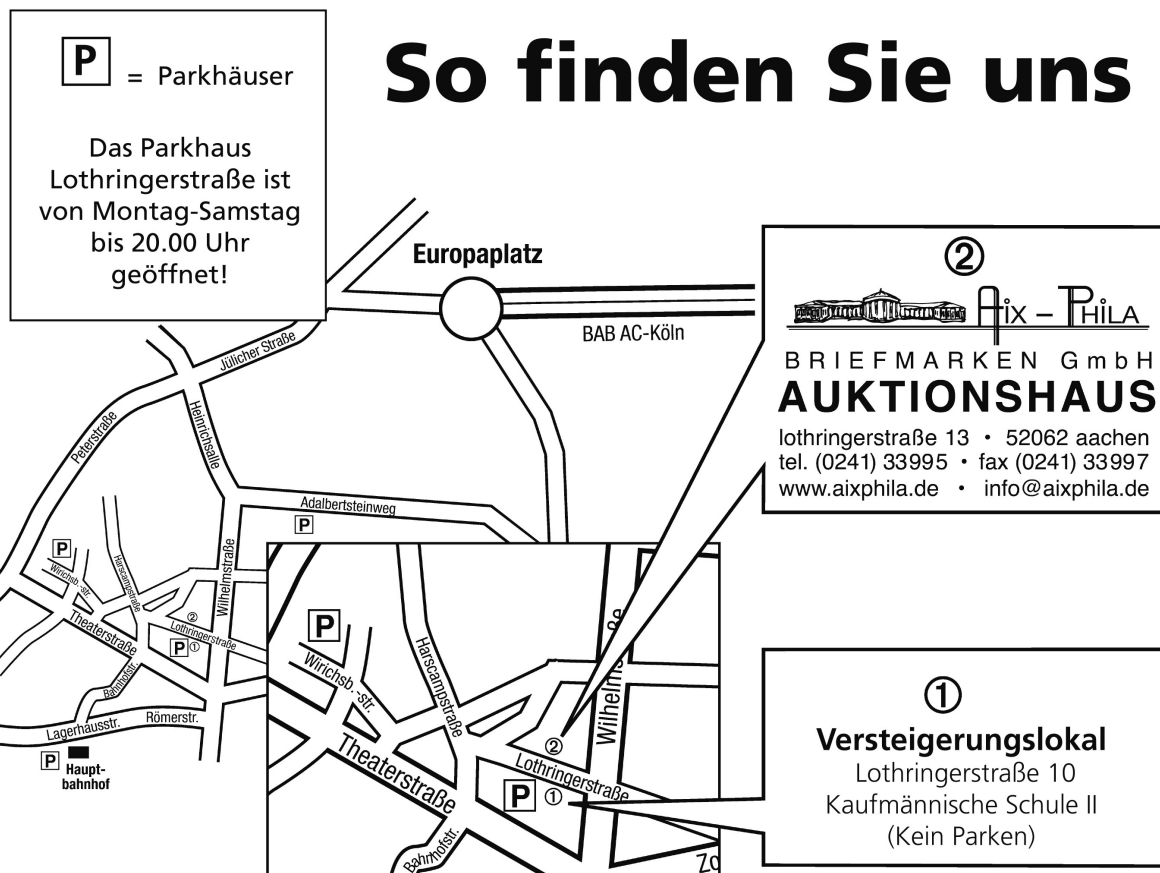 P = Parkhäuser
Das Parkhaus
Lothringerstraße ist
von Montag-Samstag
bis 20.00 Uhr
geöffnet!
So finden Sie uns
Europaplatz
BAB AC-Köln
Jülicher Straße
Peterstraße
Heinrichsalle
Adalbertsteinweg
P
P
Wirichsb.-str.
Harscampstraße
Wilhelmstraße
②
Lothringerstraße
P ①
Theaterstraße
Bahnhofstr.
Lagerhausstr.
Römerstr.
P
Haupt-
bahnhof
P
Wirichsb.-str.
Harscampstraße
②
Lothringerstraße
P ①
Theaterstraße
Bahnhofstr.
②
AIX – PHILA
BRIEFMARKEN GmbH
AUKTIONSHAUS
lothringerstraße 13 • 52062 aachen
tel. (0241) 33995 • fax (0241) 33997
www.aixphila.de • info@aixphila.de
①
Versteigerungslokal
Lothringerstraße 10
Kaufmännische Schule II
(Kein Parken)